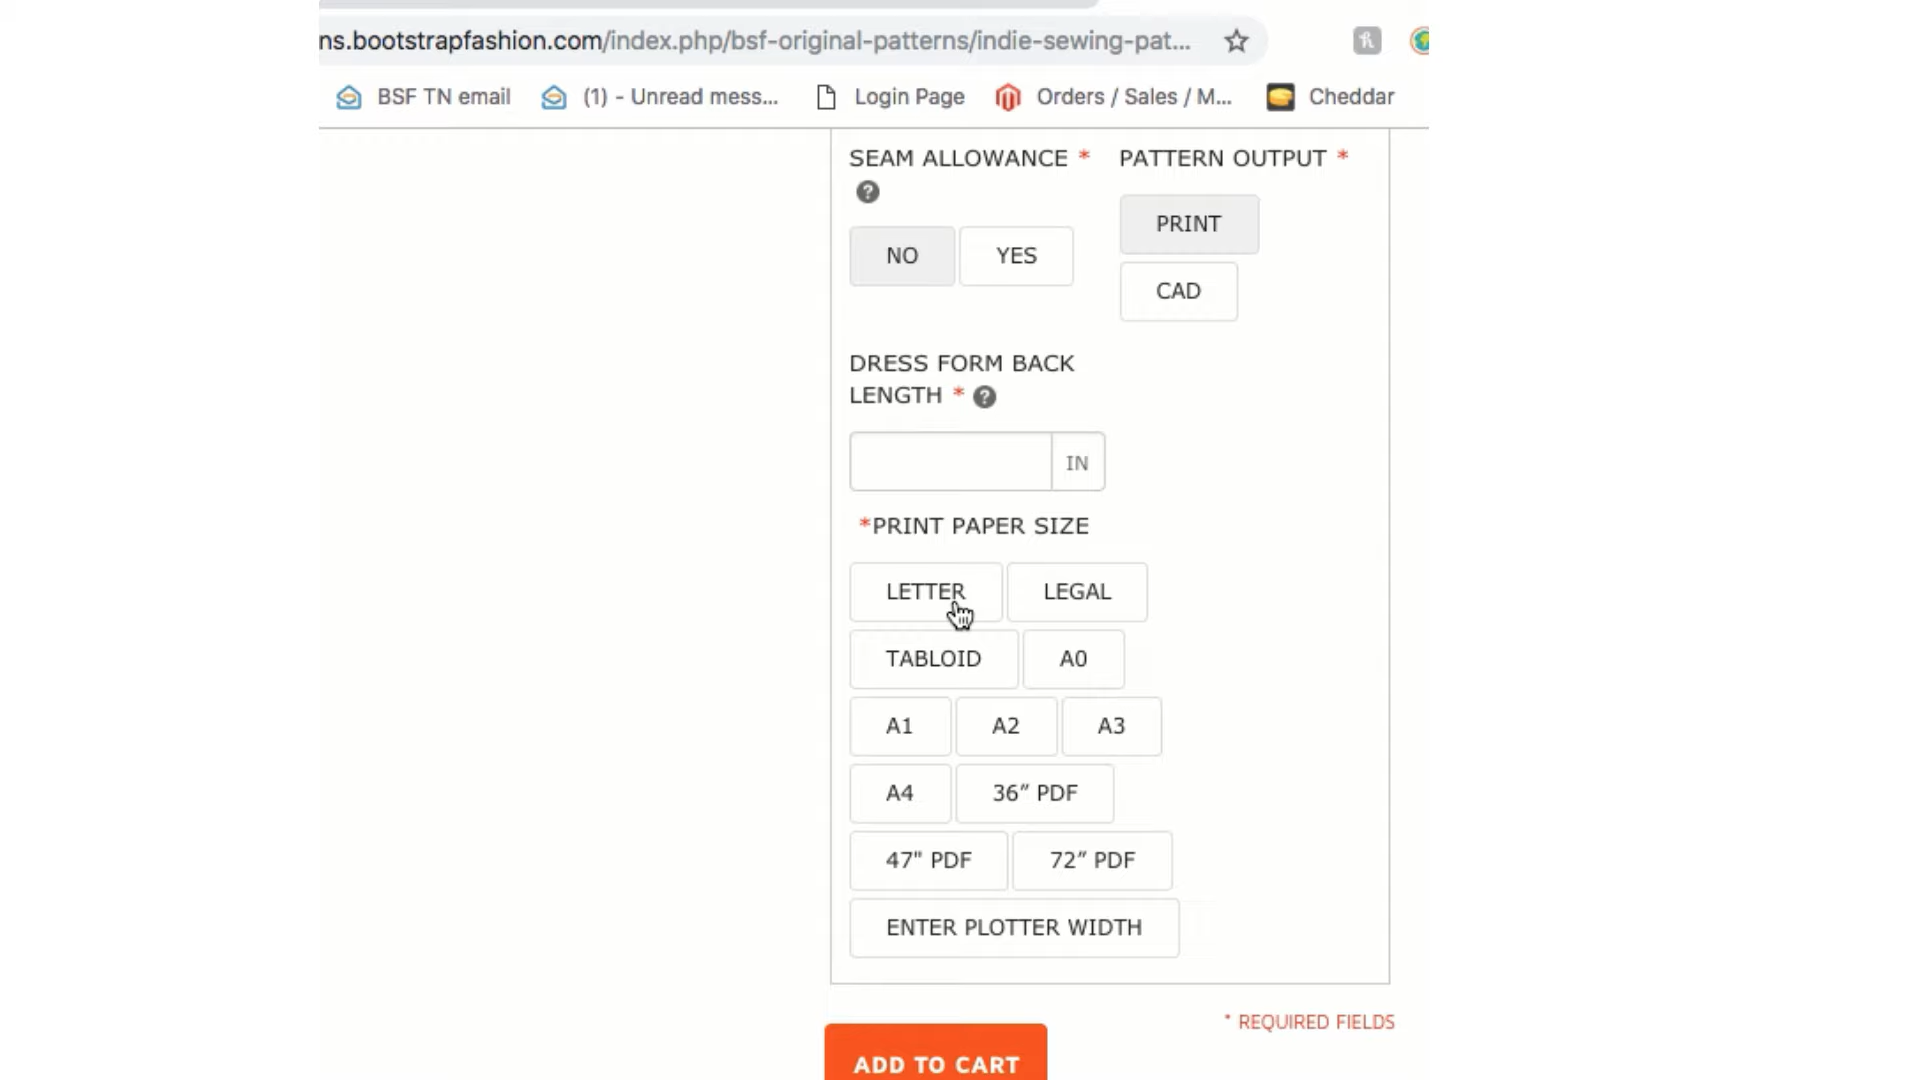 ns.bootstrapfashion.com/index.php/bsf-original-patterns/indie-sewing-pat...
BSF TN email (1) - Unread mess... Login Page Orders / Sales / M... Cheddar
SEAM ALLOWANCE * PATTERN OUTPUT *
?
PRINT
NO YES
CAD
DRESS FORM BACK
LENGTH * ?
IN
*PRINT PAPER SIZE
LETTER LEGAL
TABLOID A0
A1 A2 A3
A4 36″ PDF
47" PDF 72″ PDF
ENTER PLOTTER WIDTH
* REQUIRED FIELDS
ADD TO CART